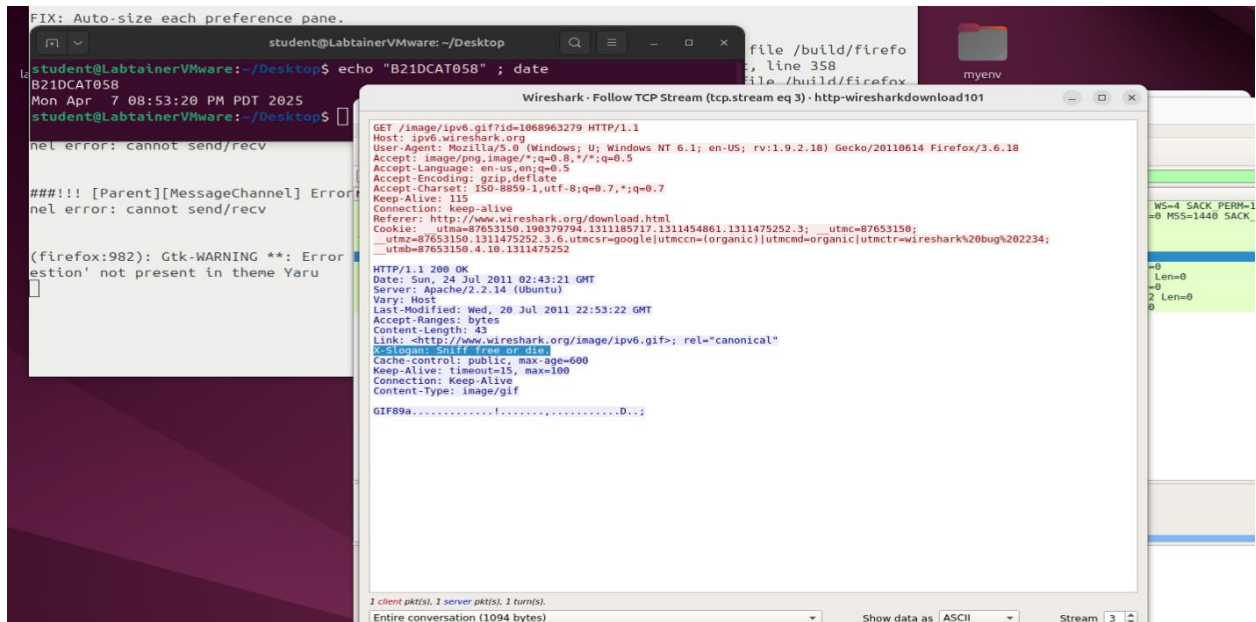 FIX: Auto-size each preference pane.
student@LabtainerVMware: ~/Desktop
file /build/firefo
student@LabtainerVMware:~/Desktop$ echo "B21DCAT058" ; date
, line 358
B21DCAT058
file /build/firefox
myenv
Mon Apr 7 08:53:20 PM PDT 2025
student@LabtainerVMware:~/Desktop$
nel error: cannot send/recv
###!!! [Parent][MessageChannel] Error
nel error: cannot send/recv
(firefox:982): Gtk-WARNING **: Error
estion' not present in theme Yaru
Wireshark · Follow TCP Stream (tcp.stream eq 3) · http-wiresharkdownload101
GET /image/ipv6.gif?id=1068963279 HTTP/1.1
Host: ipv6.wireshark.org
User-Agent: Mozilla/5.0 (Windows; U; Windows NT 6.1; en-US; rv:1.9.2.18) Gecko/20110614 Firefox/3.6.18
Accept: image/png,image/*;q=0.8,*/*;q=0.5
Accept-Language: en-us,en;q=0.5
Accept-Encoding: gzip,deflate
Accept-Charset: ISO-8859-1,utf-8;q=0.7,*;q=0.7
Keep-Alive: 115
Connection: keep-alive
Referer: http://www.wireshark.org/download.html
Cookie: __utma=87653150.190379794.1311185717.1311454861.1311475252.3; __utmc=87653150;
__utmz=87653150.1311475252.3.6.utmcsr=google|utmccn=(organic)|utmcmd=organic|utmctr=wireshark%20bug%202234;
__utmb=87653150.4.10.1311475252
HTTP/1.1 200 OK
Date: Sun, 24 Jul 2011 02:43:21 GMT
Server: Apache/2.2.14 (Ubuntu)
Vary: Host
Last-Modified: Wed, 20 Jul 2011 22:53:22 GMT
Accept-Ranges: bytes
Content-Length: 43
Link: <http://www.wireshark.org/image/ipv6.gif>; rel="canonical"
X-Slogan: Sniff free or die.
Cache-control: public, max-age=600
Keep-Alive: timeout=15, max=100
Connection: Keep-Alive
Content-Type: image/gif
GIF89a.............!.......,...........D..;
WS=4 SACK_PERM=1
=0 MSS=1440 SACK_
=0
Len=0
=0
2 Len=0
0
1 client pkt(s), 1 server pkt(s), 1 turn(s).
Entire conversation (1094 bytes)
Show data as ASCII
Stream 3